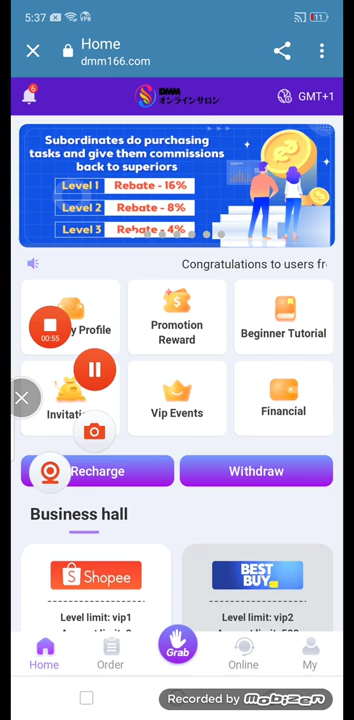 5:37
11
Home
dmm166.com
6
DMM
オンラインサロン
GMT+1
Subordinates do purchasing
tasks and give them commissions
back to superiors
Level 1 Rebate - 16%
Level 2 Rebate - 8%
Level 3 Rebate - 4%
Congratulations to users fr
y Profile
Promotion
Reward
Beginner Tutorial
00:55
Invitati
Vip Events
Financial
Recharge
Withdraw
Business hall
Shopee
BEST
BUY
Level limit: vip1
Level limit: vip2
Home
Order
Grab
Online
My
Recorded by mobizen